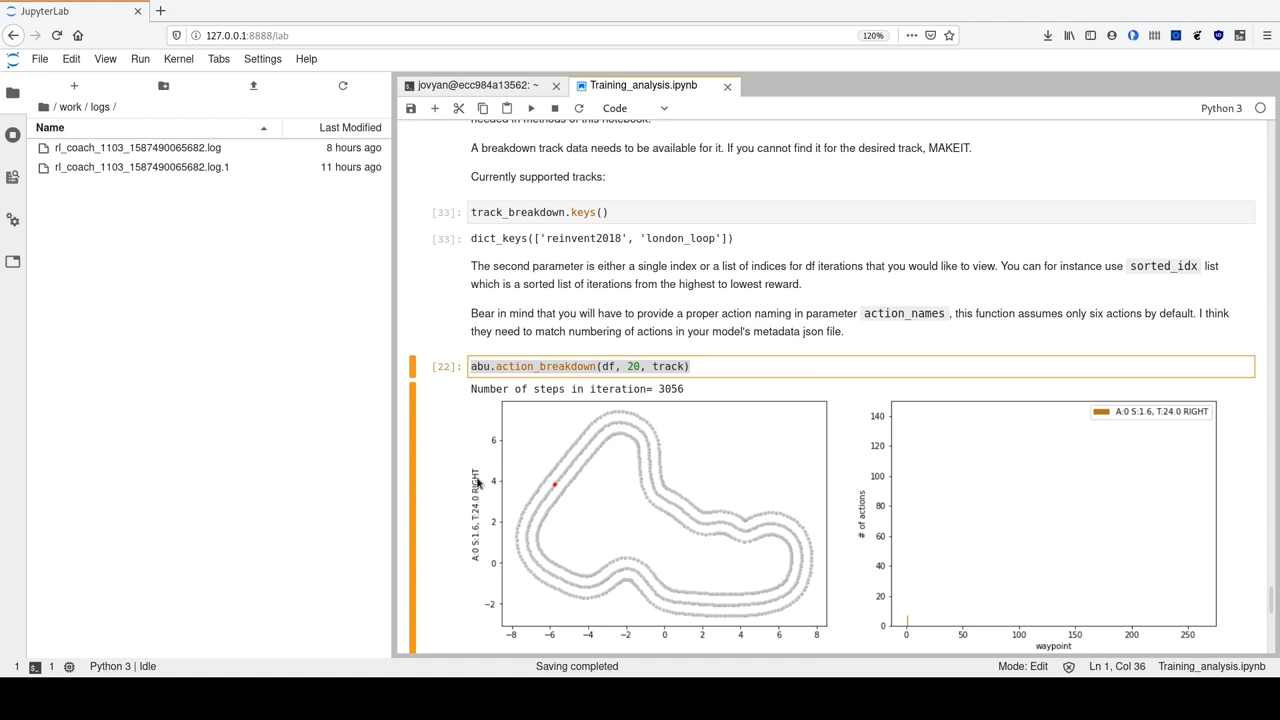 JupyterLab
127.0.0.1:8888/lab
120%
File Edit View Run Kernel Tabs Settings Help
/ work / logs /
Name Last Modified
rl_coach_1103_1587490065682.log 8 hours ago
rl_coach_1103_1587490065682.log.1 11 hours ago
jovyan@ecc984a13562: ~
Training_analysis.ipynb
Code
Python 3
needed in methods of this notebook.
A breakdown track data needs to be available for it. If you cannot find it for the desired track, MAKEIT.
Currently supported tracks:
[33]: track_breakdown.keys()
[33]: dict_keys(['reinvent2018', 'london_loop'])
The second parameter is either a single index or a list of indices for df iterations that you would like to view. You can for instance use sorted_idx list
which is a sorted list of iterations from the highest to lowest reward.
Bear in mind that you will have to provide a proper action naming in parameter action_names , this function assumes only six actions by default. I think
they need to match numbering of actions in your model's metadata json file.
[22]: abu.action_breakdown(df, 20, track)
Number of steps in iteration= 3056
A:0 S:1.6, T:24.0 RIGHT
6
4
2
0
−2
−8 −6 −4 −2 0 2 4 6 8
A:0 S:1.6, T:24.0 RIGHT
# of actions
140
120
100
80
60
40
20
0
0 50 100 150 200 250
waypoint
1 1 Python 3 | Idle
Saving completed
Mode: Edit Ln 1, Col 36 Training_analysis.ipynb